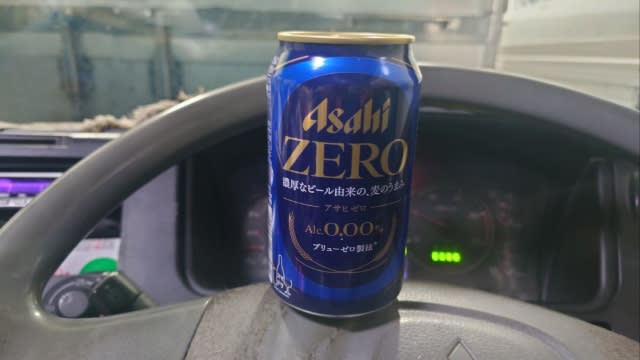 Asahi
ZERO
濃厚なビール由来の、麦のうまみ
アサヒゼロ
Alc.0.00%
ブリューゼロ製法